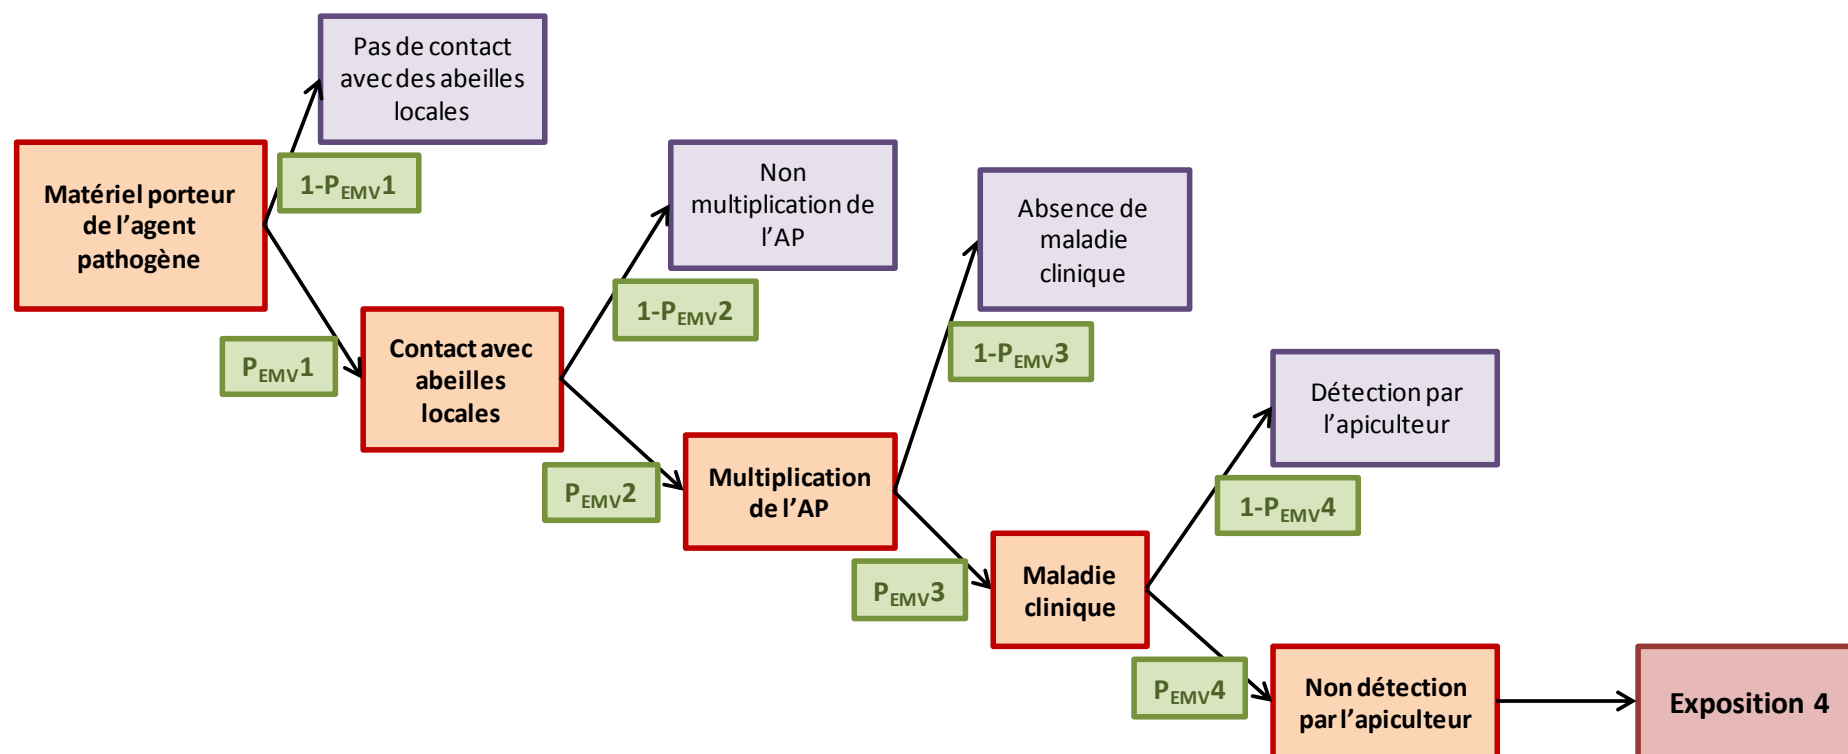 Pas de contact
avec des abeilles
locales
Matériel porteur
de l’agent
pathogène
1-PEMV1
Non
multiplication de
l’AP
Absence de
maladie
clinique
1-PEMV2
PEMV1
Contact avec
abeilles
locales
1-PEMV3
Détection par
l’apiculteur
PEMV2
Multiplication
de l’AP
1-PEMV4
PEMV3
Maladie
clinique
PEMV4
Non détection
par l’apiculteur
Exposition 4